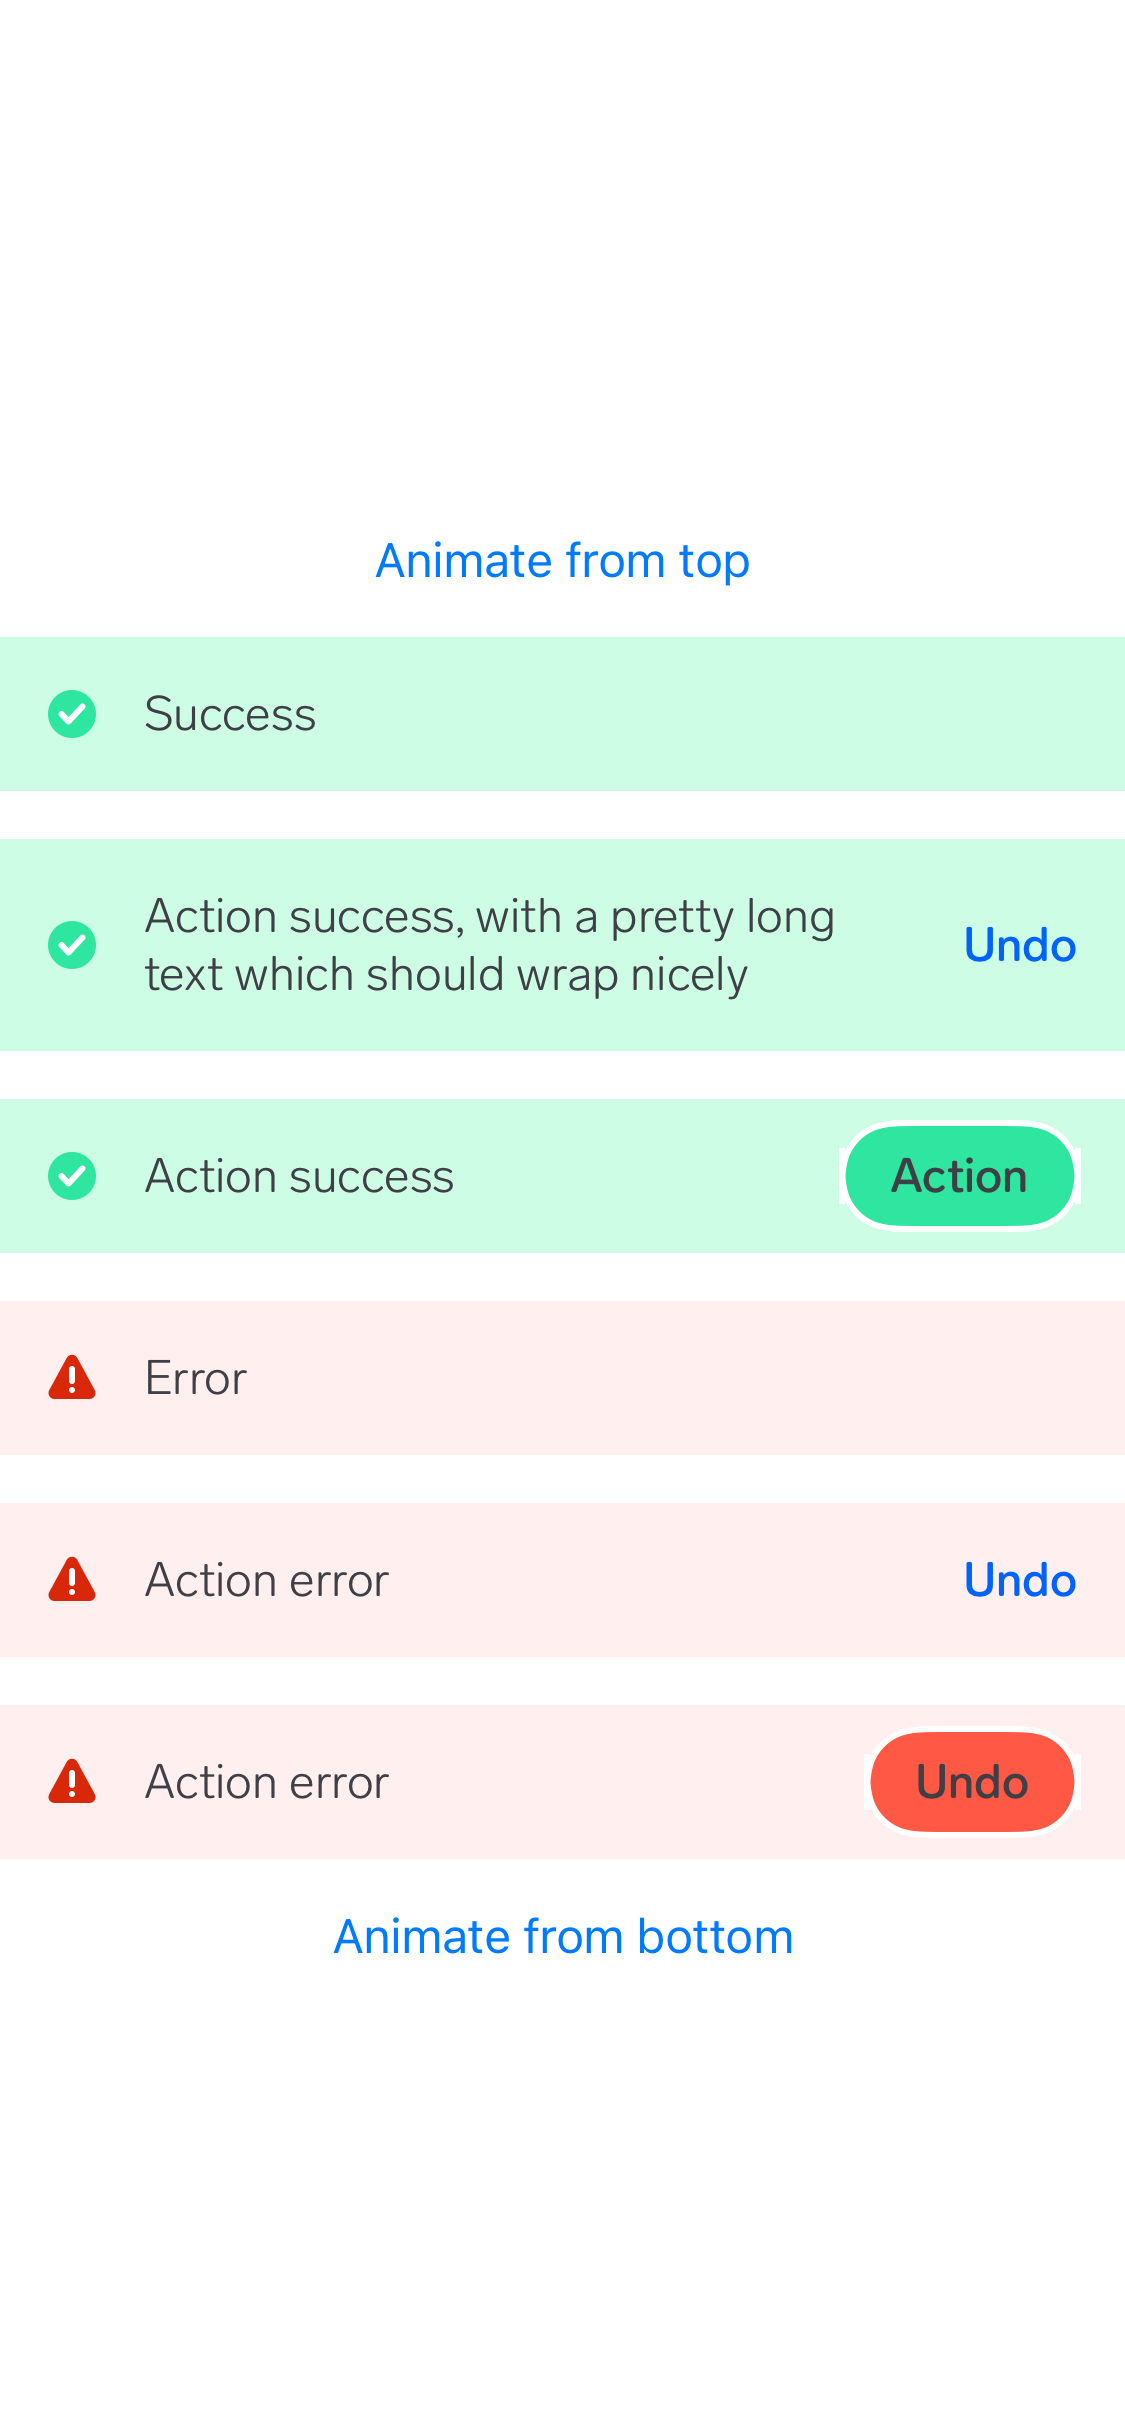 Animate from top
Success
Action success, with a pretty long
text which should wrap nicely
Undo
Action success
Action
Error
Action error
Undo
Action error
Undo
Animate from bottom